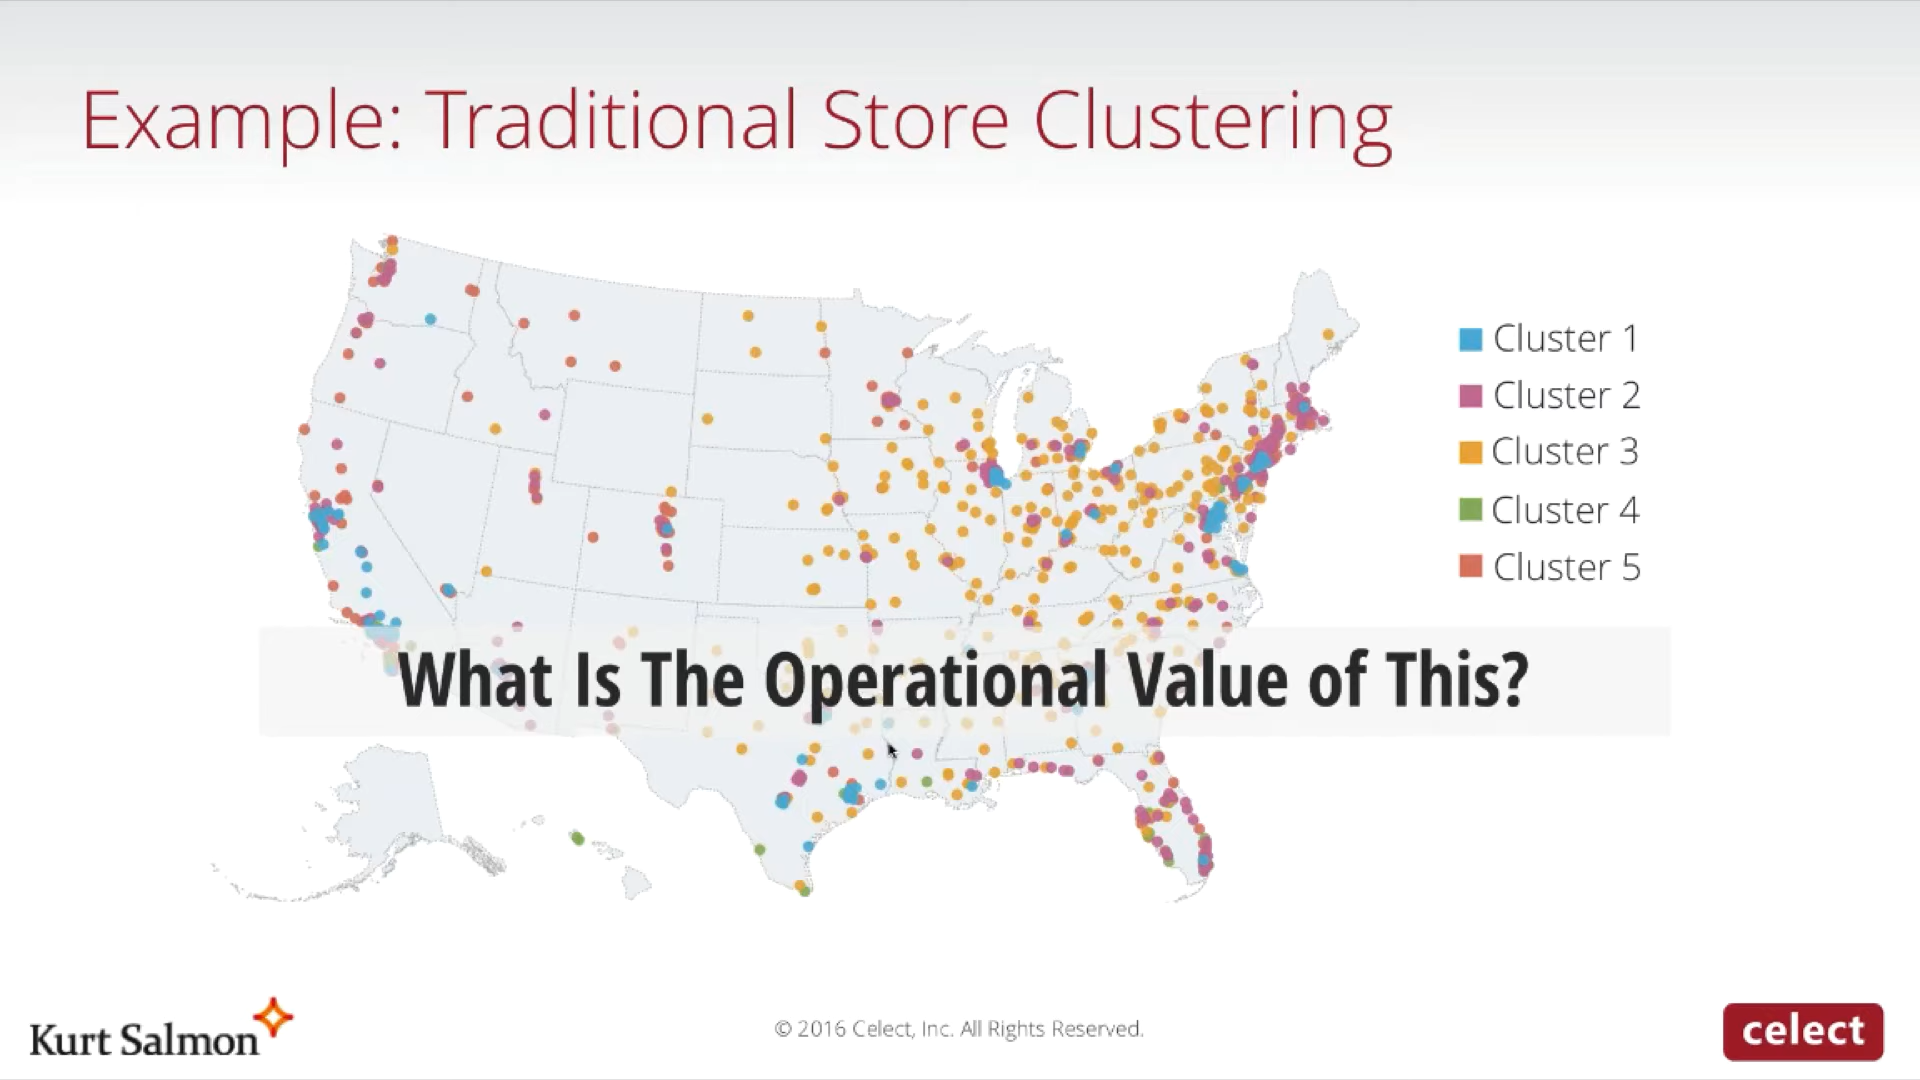 Example: Traditional Store Clustering
Cluster 1
Cluster 2
Cluster 3
Cluster 4
Cluster 5
What Is The Operational Value of This?
Kurt Salmon
© 2016 Celect, Inc. All Rights Reserved.
celect